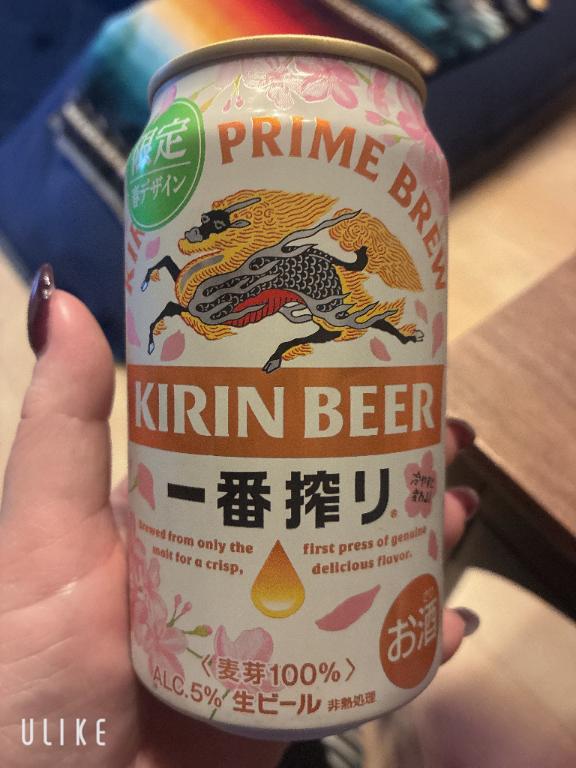 限定
春デザイン
PRIME BREW
KIRIN BEER
一番搾り®
brewed from only the first press of genuine
malt for a crisp, delicious flavor.
お酒
〈麦芽100%〉
ALC.5% 生ビール 非熱処理
ULIKE